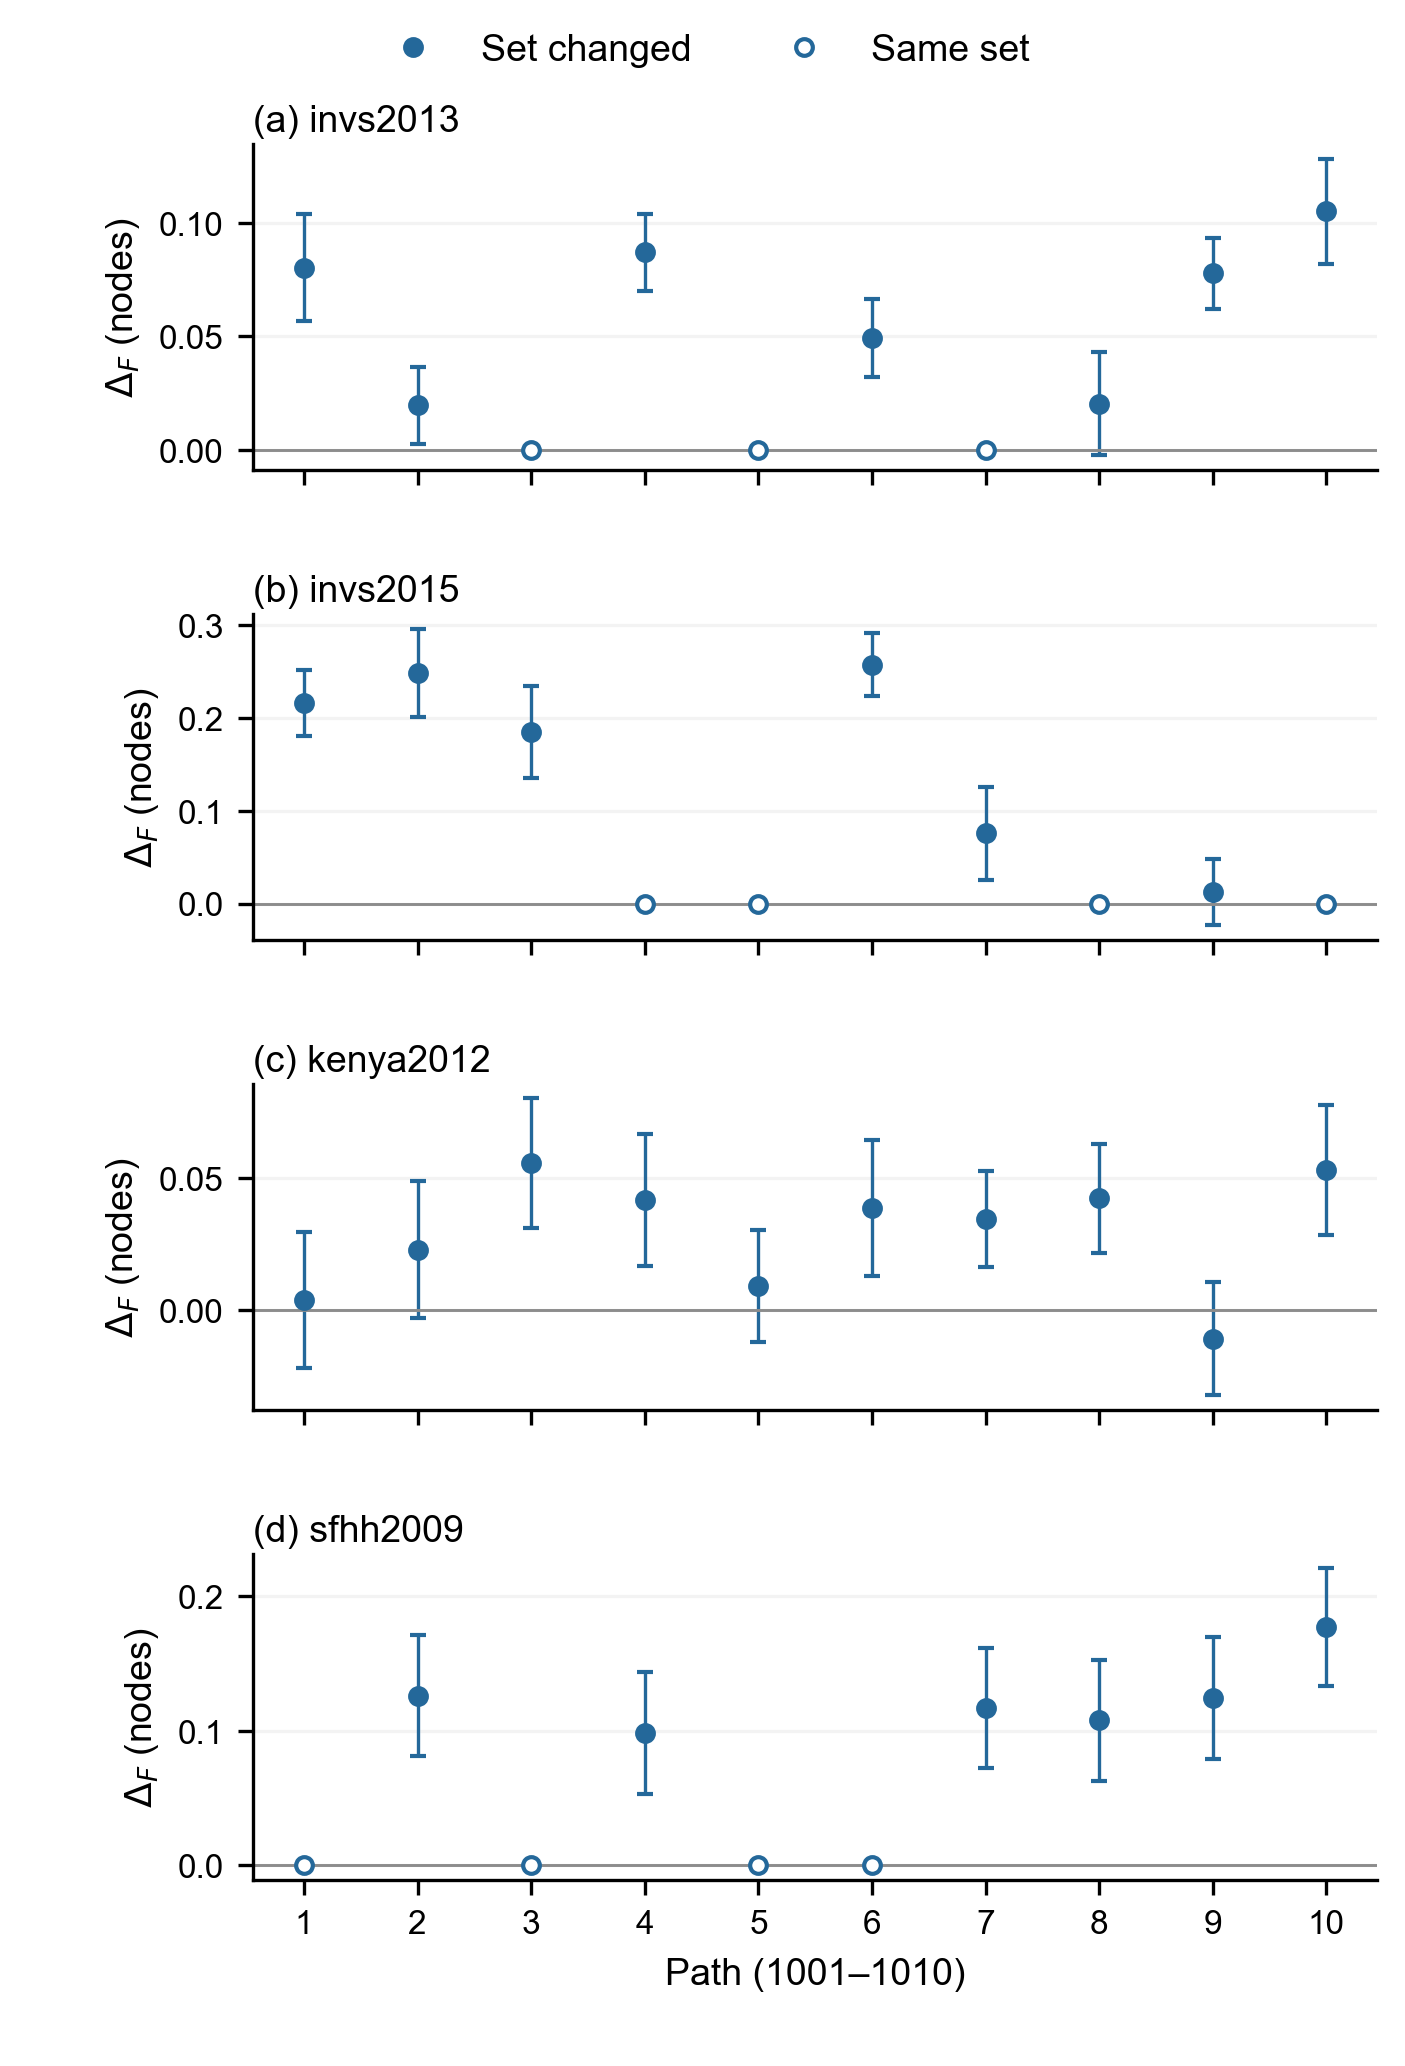 Set changed Same set
(a) invs2013
0.10
0.05
0.00
ΔF (nodes)
(b) invs2015
0.3
0.2
0.1
0.0
ΔF (nodes)
(c) kenya2012
0.05
0.00
ΔF (nodes)
(d) sfhh2009
0.2
0.1
0.0
ΔF (nodes)
1 2 3 4 5 6 7 8 9 10
Path (1001–1010)